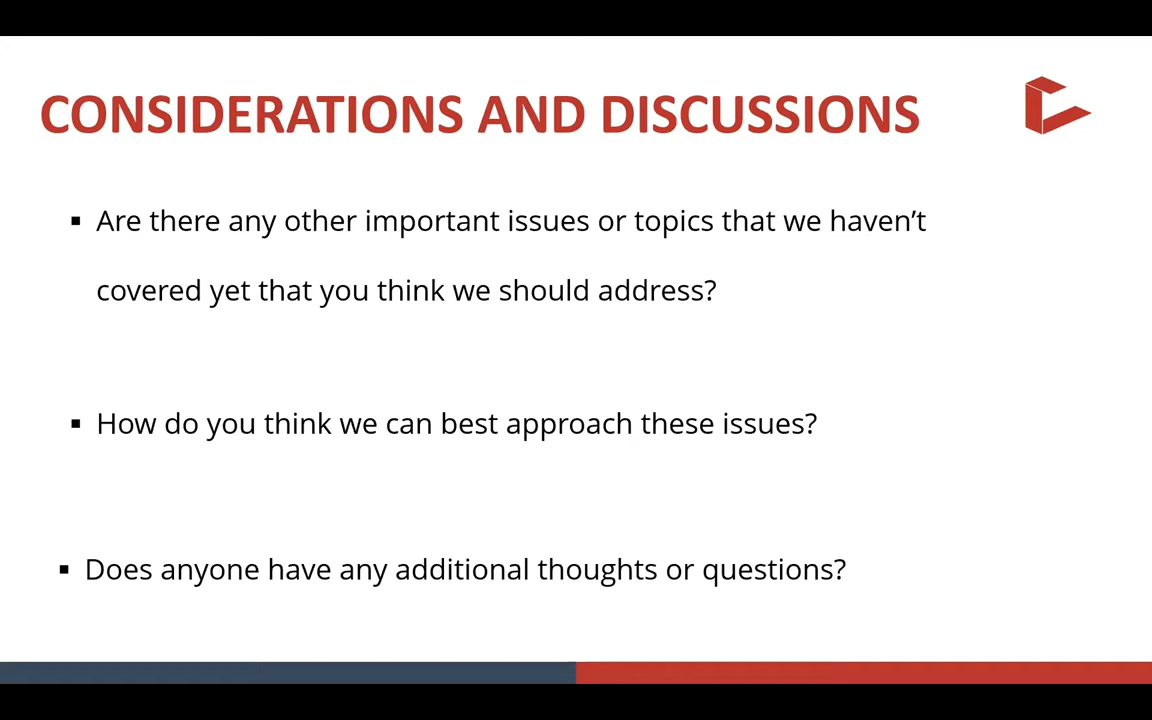 CONSIDERATIONS AND DISCUSSIONS
▪ Are there any other important issues or topics that we haven’t
covered yet that you think we should address?
▪ How do you think we can best approach these issues?
▪ Does anyone have any additional thoughts or questions?